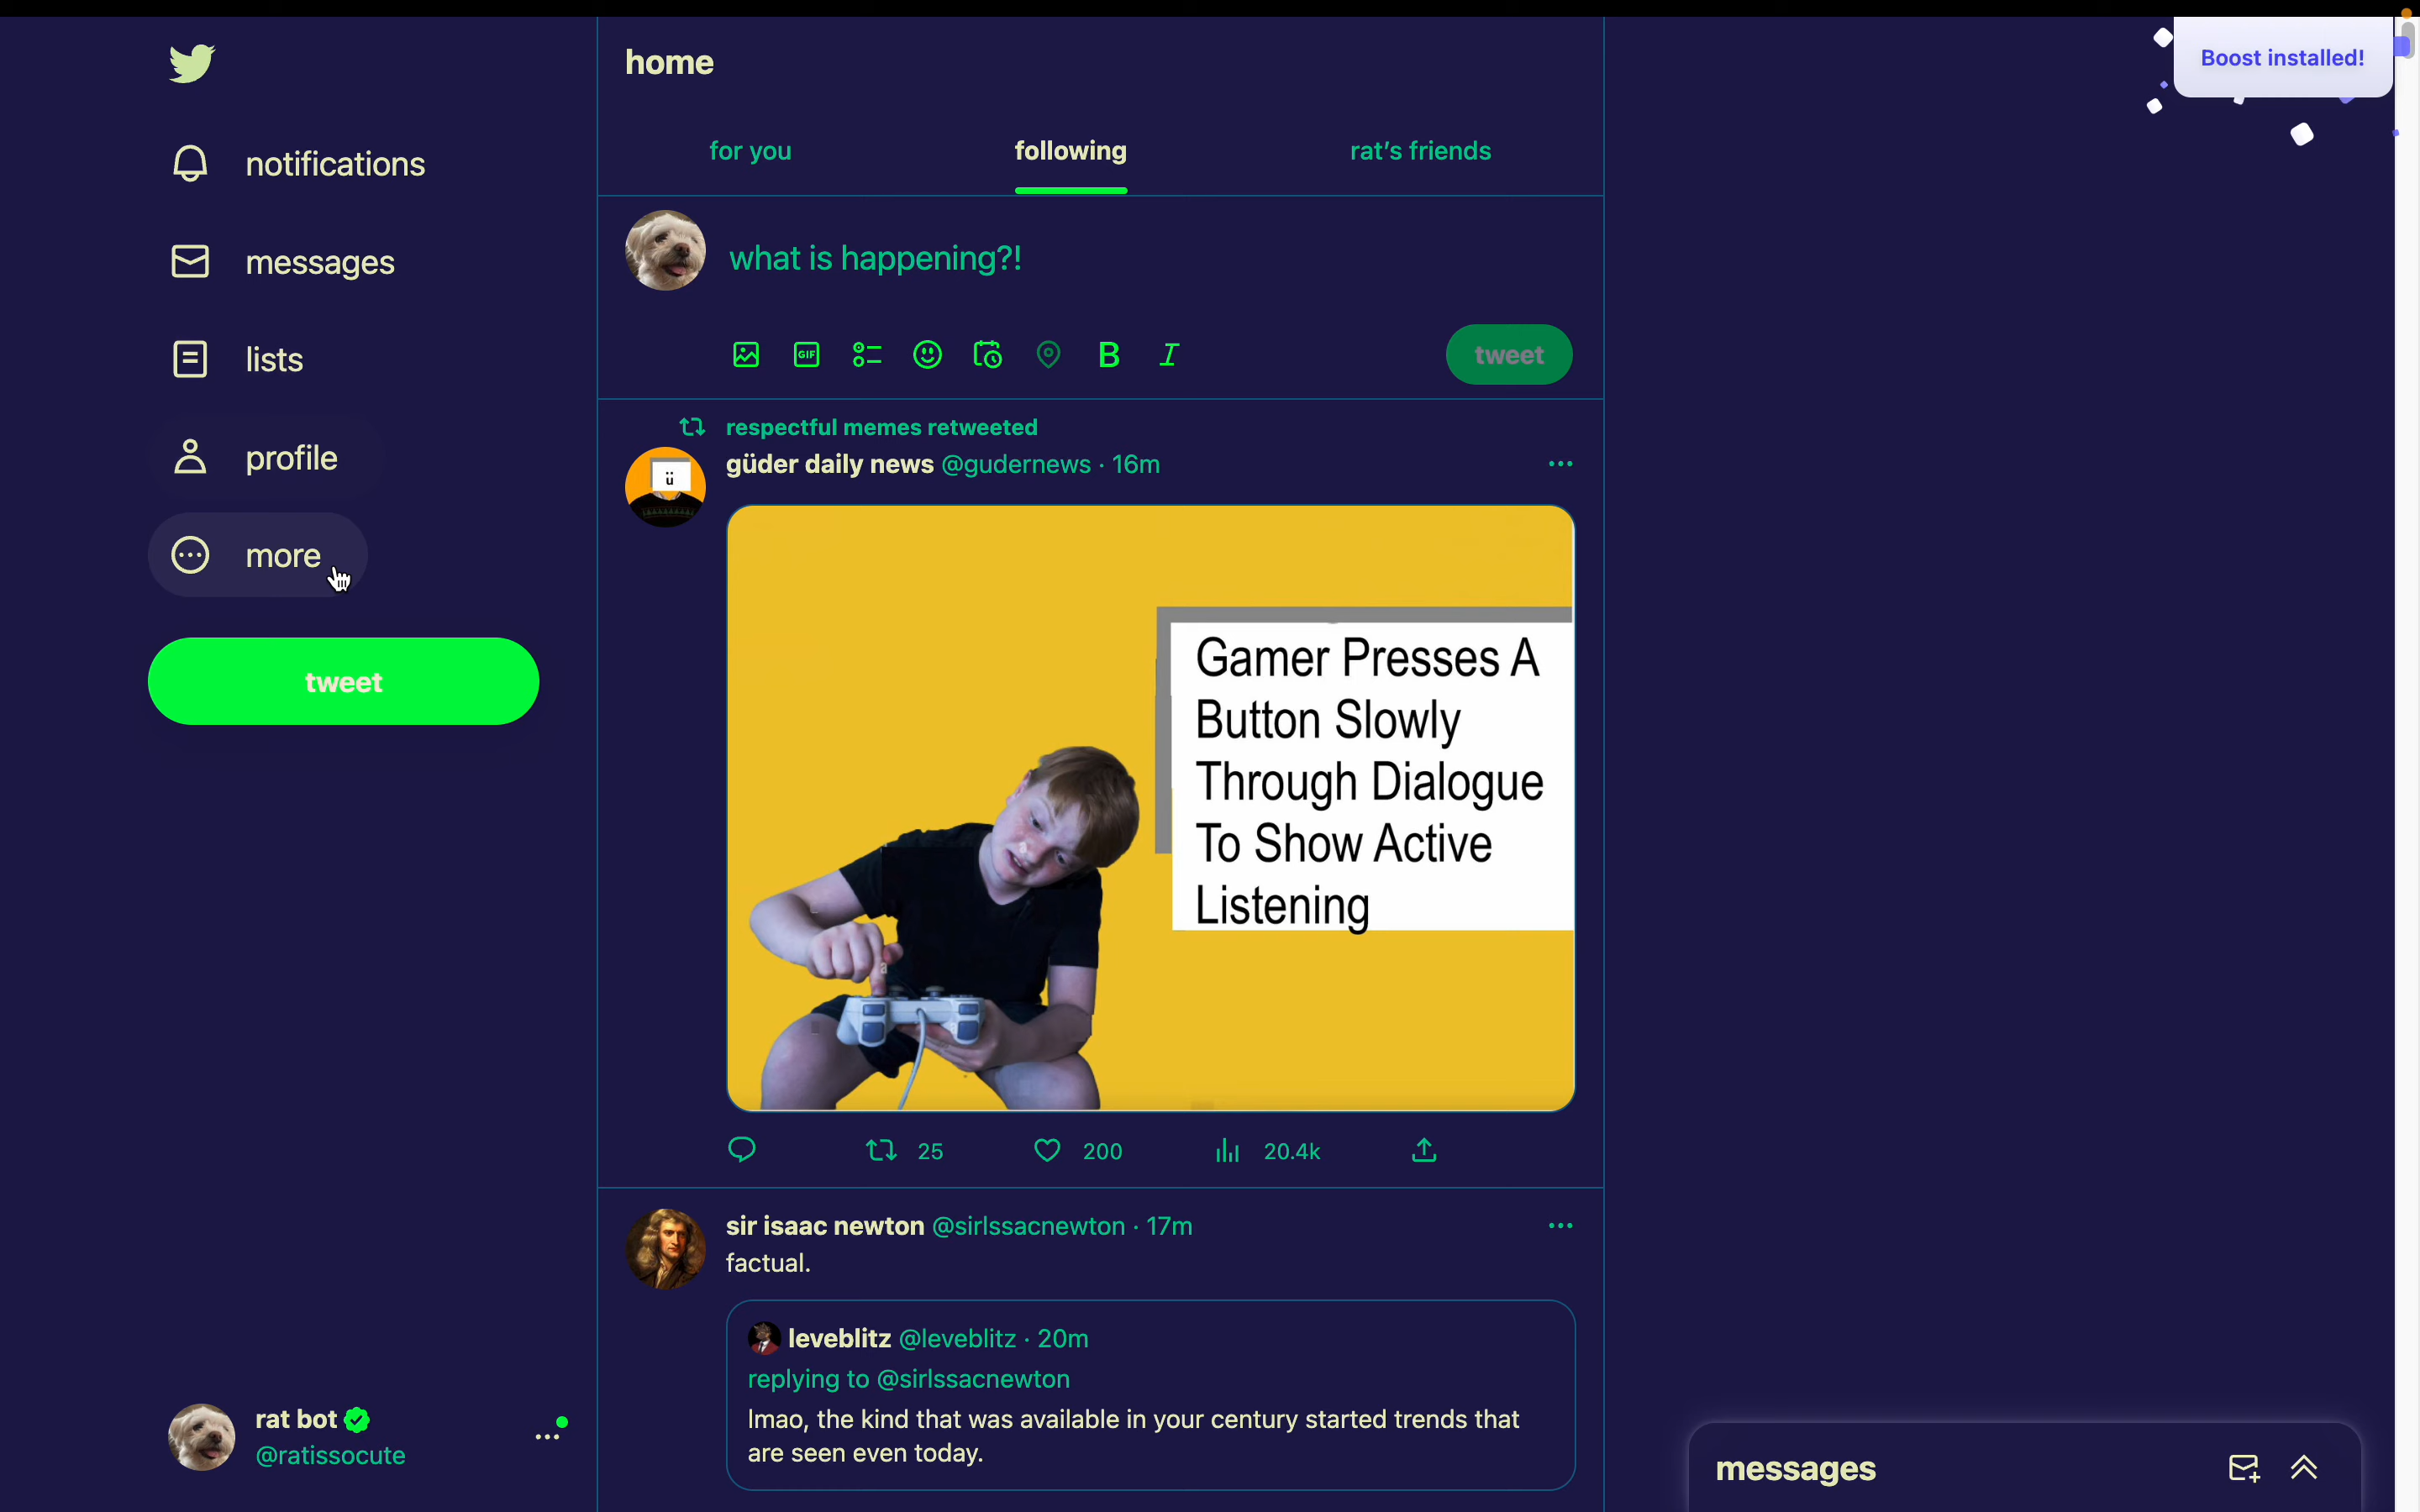 Boost installed!
home
notifications
messages
lists
profile
more
tweet
for you
following
rat's friends
what is happening?!
GIF
B
I
tweet
respectful memes retweeted
güder daily news @gudernews · 16m
ü
Gamer Presses A
Button Slowly
Through Dialogue
To Show Active
Listening
25
200
20.4k
sir isaac newton @sirIssacnewton · 17m
factual.
leveblitz @leveblitz · 20m
replying to @sirIssacnewton
lmao, the kind that was available in your century started trends that
are seen even today.
rat bot
@ratissocute
messages